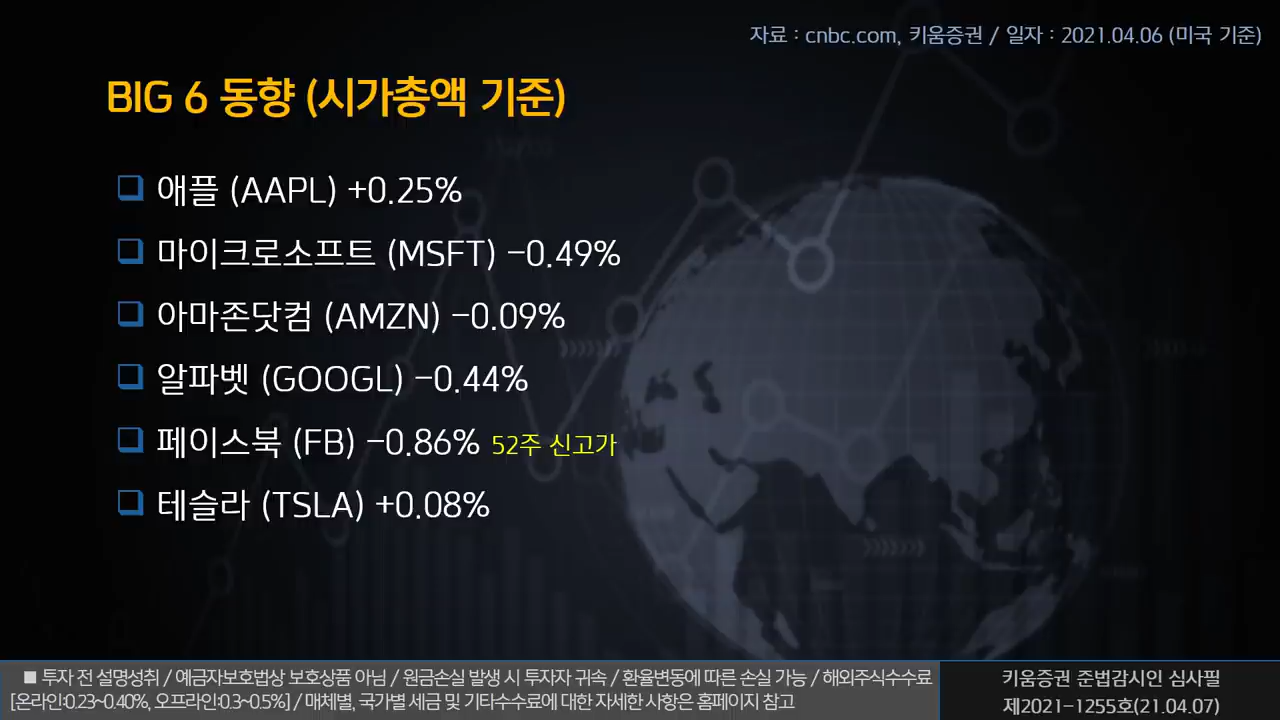 자료 : cnbc.com, 키움증권 / 일자 : 2021.04.06 (미국 기준)
BIG 6 동향 (시가총액 기준)
애플 (AAPL) +0.25%
마이크로소프트 (MSFT) -0.49%
아마존닷컴 (AMZN) -0.09%
알파벳 (GOOGL) -0.44%
페이스북 (FB) -0.86% 52주 신고가
테슬라 (TSLA) +0.08%
■ 투자 전 설명성취 / 예금자보호법상 보호상품 아님 / 원금손실 발생 시 투자자 귀속 / 환율변동에 따른 손실 가능 / 해외주식수수료
[온라인:0.23~0.40%, 오프라인:0.3~0.5%] / 매체별, 국가별 세금 및 기타수수료에 대한 자세한 사항은 홈페이지 참고
키움증권 준법감시인 심사필
제2021-1255호(21.04.07)